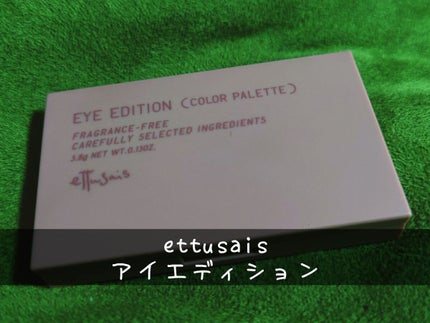 EYE EDITION (COLOR PALETTE)
FRAGRANCE-FREE
CAREFULLY SELECTED INGREDIENTS
3.8g NET WT.0.13OZ.
ettusais
ettusais
アイエディション